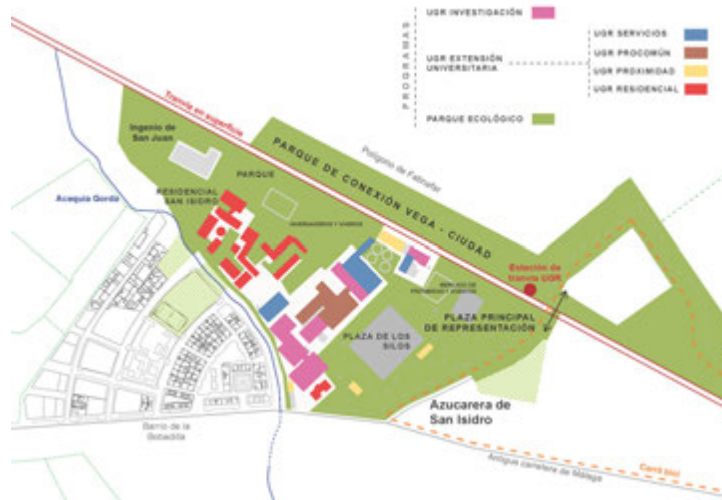 PROGRAMAS
UGR INVESTIGACIÓN
UGR EXTENSIÓN
UNIVERSITARIA
UGR SERVICIOS
UGR PROCOMÚN
UGR PROXIMIDAD
UGR RESIDENCIAL
PARQUE ECOLÓGICO
Tranvía en superficie
Ingenio de
San Juan
PARQUE
PARQUE DE CONEXIÓN VEGA - CIUDAD
RESIDENCIAL
SAN ISIDRO
Acequia Gorda
Estación de
tranvía UGR
PLAZA PRINCIPAL
DE REPRESENTACIÓN
PLAZA DE LOS
SILOS
Azucarera de
San Isidro
Barrio de la
Bobadilla
Antigua carretera de Málaga
Carril bici